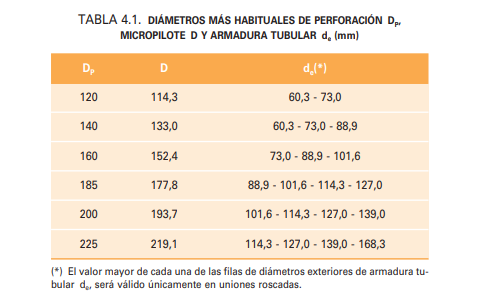 TABLA 4.1. DIÁMETROS MÁS HABITUALES DE PERFORACIÓN Dₚ,
MICROPILOTE D Y ARMADURA TUBULAR dₑ (mm)
Dₚ D dₑ(*)
120 114,3 60,3 - 73,0
140 133,0 60,3 - 73,0 - 88,9
160 152,4 73,0 - 88,9 - 101,6
185 177,8 88,9 - 101,6 - 114,3 - 127,0
200 193,7 101,6 - 114,3 - 127,0 - 139,0
225 219,1 114,3 - 127,0 - 139,0 - 168,3
(*) El valor mayor de cada una de las filas de diámetros exteriores de armadura tu-
bular dₑ, será válido únicamente en uniones roscadas.